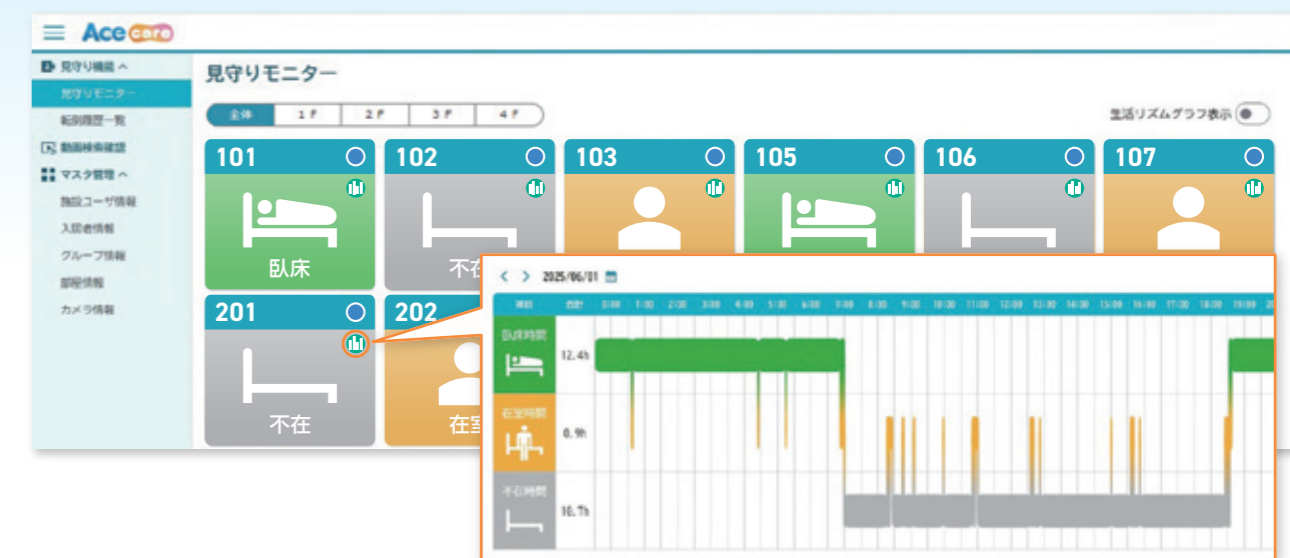 Ace care
見守り機能
見守りモニター
転倒履歴一覧
動画検索確認
マスタ管理
施設ユーザ情報
入居者情報
グループ情報
部屋情報
カメラ情報
見守りモニター
全体 1F 2F 3F 4F
生活リズムグラフ表示
101 102 103 105 106 107
臥床 不在
201 202
不在 在室
2025/06/01
項目 合計 0:00 1:00 2:00 3:00 4:00 5:00 6:00 7:00 8:00 9:00 10:00 11:00 12:00 13:00 14:00 15:00 16:00 17:00 18:00 19:00
臥床時間
12.4h
在室時間
0.9h
不在時間
10.7h